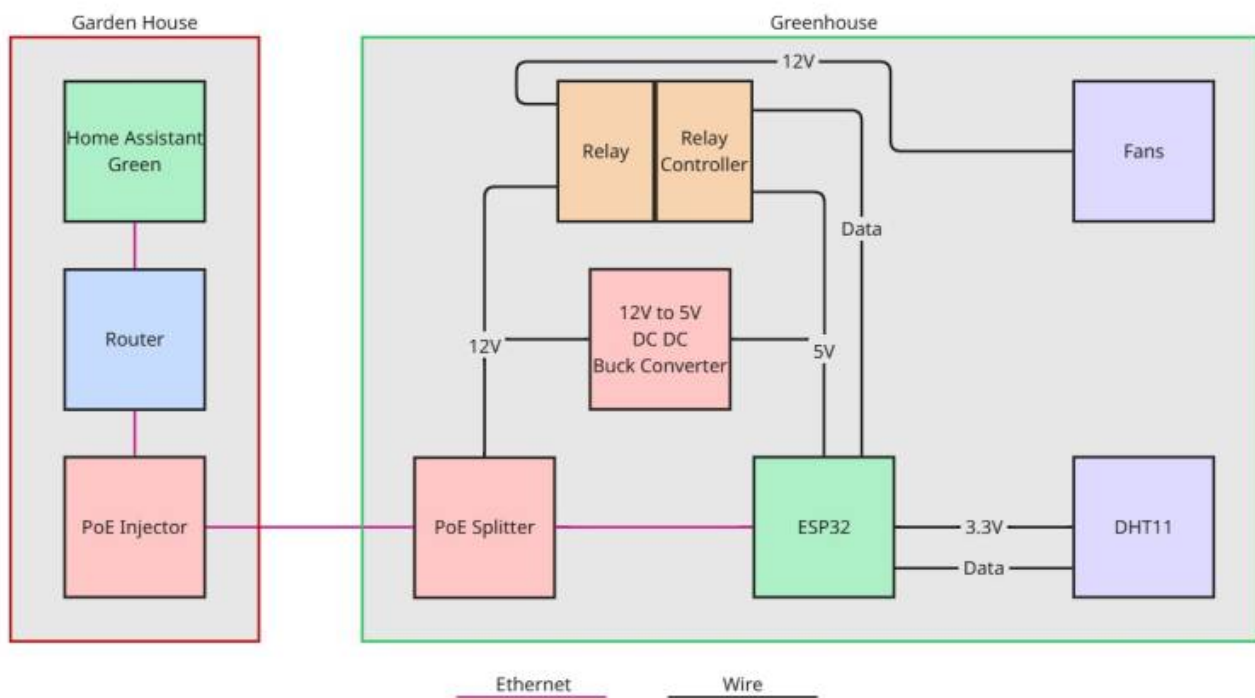 Garden House
Greenhouse
12V
Home Assistant
Green
Relay
Relay
Controller
Fans
Data
Router
12V to 5V
DC DC
Buck Converter
12V
5V
PoE Injector
PoE Splitter
ESP32
3.3V
DHT11
Data
Ethernet
Wire